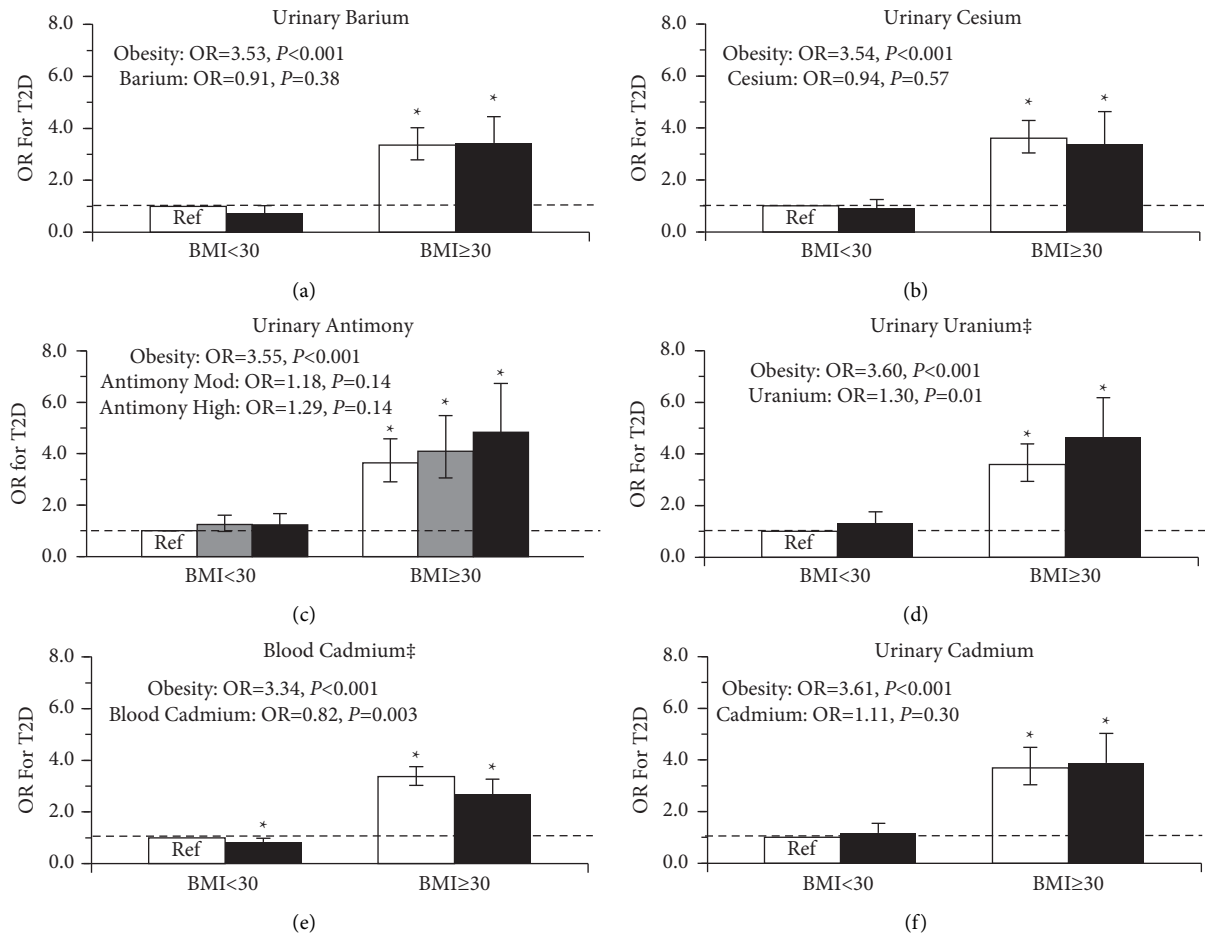 Urinary Barium
8.0
6.0
4.0
2.0
0.0
OR For T2D
Obesity: OR=3.53, P<0.001
Barium: OR=0.91, P=0.38
*
*
Ref
BMI<30
BMI≥30
(a)
Urinary Cesium
8.0
6.0
4.0
2.0
0.0
OR For T2D
Obesity: OR=3.54, P<0.001
Cesium: OR=0.94, P=0.57
*
*
Ref
BMI<30
BMI≥30
(b)
Urinary Antimony
8.0
6.0
4.0
2.0
0.0
OR for T2D
Obesity: OR=3.55, P<0.001
Antimony Mod: OR=1.18, P=0.14
Antimony High: OR=1.29, P=0.14
*
*
*
Ref
BMI<30
BMI≥30
(c)
Urinary Uranium‡
8.0
6.0
4.0
2.0
0.0
OR For T2D
Obesity: OR=3.60, P<0.001
Uranium: OR=1.30, P=0.01
*
*
Ref
BMI<30
BMI≥30
(d)
Blood Cadmium‡
8.0
6.0
4.0
2.0
0.0
OR For T2D
Obesity: OR=3.34, P<0.001
Blood Cadmium: OR=0.82, P=0.003
*
*
*
Ref
BMI<30
BMI≥30
(e)
Urinary Cadmium
8.0
6.0
4.0
2.0
0.0
OR For T2D
Obesity: OR=3.61, P<0.001
Cadmium: OR=1.11, P=0.30
*
*
Ref
BMI<30
BMI≥30
(f)